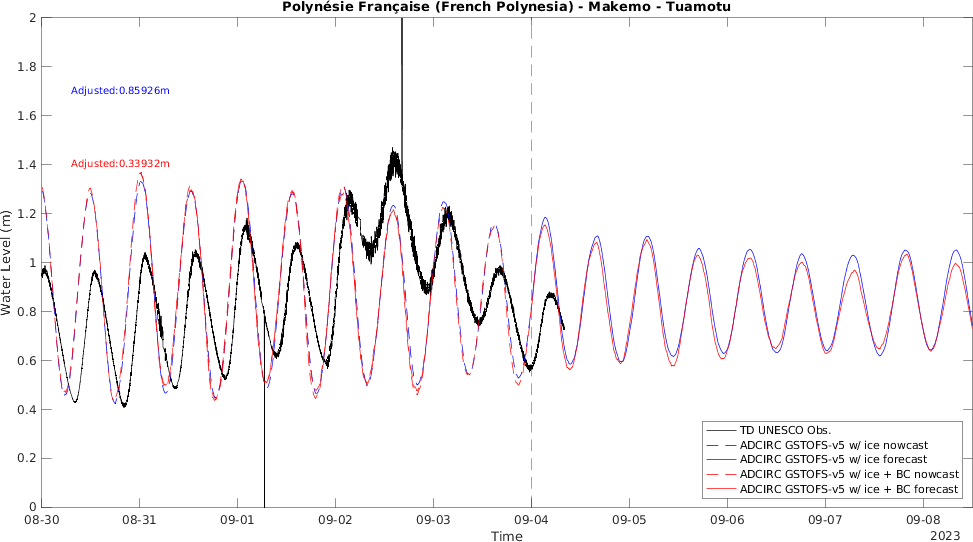 Polynésie Française (French Polynesia) - Makemo - Tuamotu
2
1.8
Adjusted:0.85926m
1.6
1.4
Adjusted:0.33932m
1.2
1
Water Level (m)
0.8
0.6
0.4
0.2
0
TD UNESCO Obs.
ADCIRC GSTOFS-v5 w/ ice nowcast
ADCIRC GSTOFS-v5 w/ ice forecast
ADCIRC GSTOFS-v5 w/ ice + BC nowcast
ADCIRC GSTOFS-v5 w/ ice + BC forecast
08-30 08-31 09-01 09-02 09-03 09-04 09-05 09-06 09-07 09-08
Time
2023